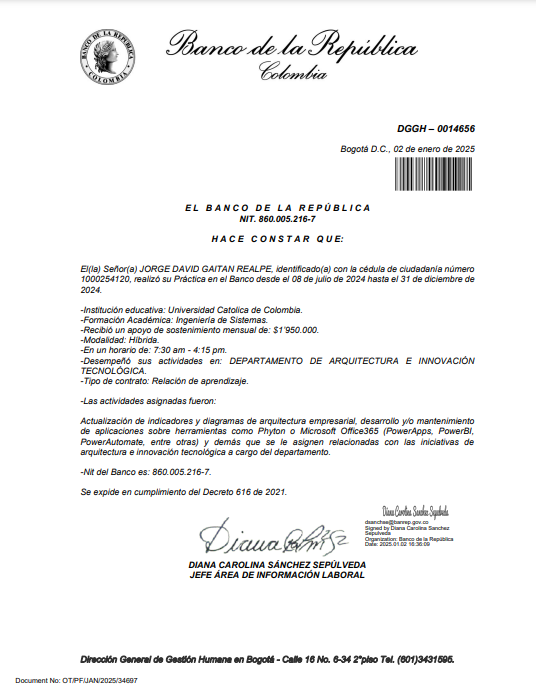 BANCO DE LA REPUBLICA
COLOMBIA
Banco de la República
Colombia
DGGH – 0014656
Bogotá D.C., 02 de enero de 2025
EL BANCO DE LA REPÚBLICA
NIT. 860.005.216-7
HACE CONSTAR QUE:
El(la) Señor(a) JORGE DAVID GAITAN REALPE, identificado(a) con la cédula de ciudadanía número
1000254120, realizó su Práctica en el Banco desde el 08 de julio de 2024 hasta el 31 de diciembre de
2024.
-Institución educativa: Universidad Catolica de Colombia.
-Formación Académica: Ingeniería de Sistemas.
-Recibió un apoyo de sostenimiento mensual de: $1'950.000.
-Modalidad: Híbrida.
-En un horario de: 7:30 am - 4:15 pm.
-Desempeñó sus actividades en: DEPARTAMENTO DE ARQUITECTURA E INNOVACIÓN
TECNOLÓGICA.
-Tipo de contrato: Relación de aprendizaje.
-Las actividades asignadas fueron:
Actualización de indicadores y diagramas de arquitectura empresarial, desarrollo y/o mantenimiento
de aplicaciones sobre herramientas como Phyton o Microsoft Office365 (PowerApps, PowerBI,
PowerAutomate, entre otras) y demás que se le asignen relacionadas con las iniciativas de
arquitectura e innovación tecnológica a cargo del departamento.
-Nit del Banco es: 860.005.216-7.
Se expide en cumplimiento del Decreto 616 de 2021.
Diana Carolina Sanchez Sepulveda
dsanchse@banrep.gov.co
Signed by Diana Carolina Sanchez
Sepulveda
Organization: Banco de la República
Date: 2025.01.02 16:36:09
Diana
DIANA CAROLINA SÁNCHEZ SEPÚLVEDA
JEFE ÁREA DE INFORMACIÓN LABORAL
Dirección General de Gestión Humana en Bogotá - Calle 16 No. 6-34 2°piso Tel. (601)3431595.
Document No: OT/PF/JAN/2025/34697